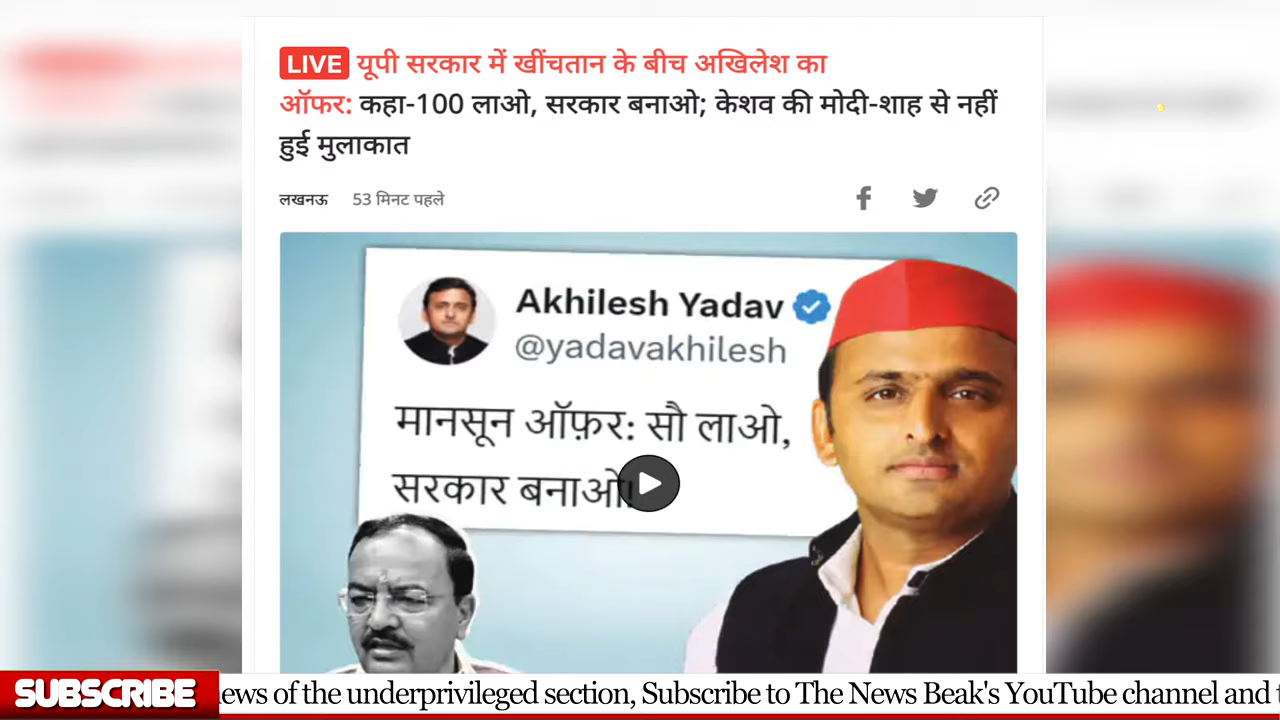 LIVE यूपी सरकार में खींचतान के बीच अखिलेश का
ऑफर: कहा-100 लाओ, सरकार बनाओ; केशव की मोदी-शाह से नहीं
हुई मुलाकात
लखनऊ 53 मिनट पहले
Akhilesh Yadav
@yadavakhilesh
मानसून ऑफ़र: सौ लाओ,
सरकार बनाओ!
SUBSCRIBE of the underprivileged section, Subscribe to The News Beak's YouTube channel and